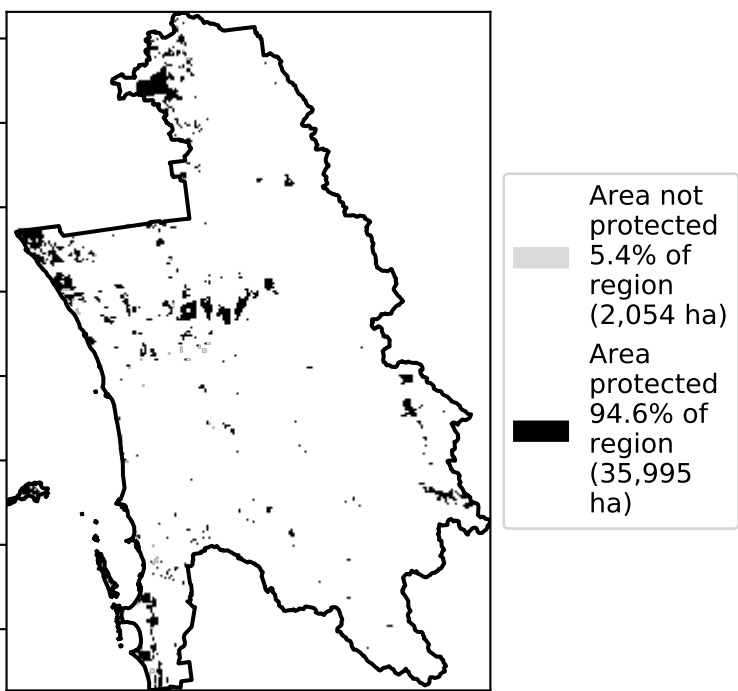 Area not
protected
5.4% of
region
(2,054 ha)
Area
protected
94.6% of
region
(35,995
ha)